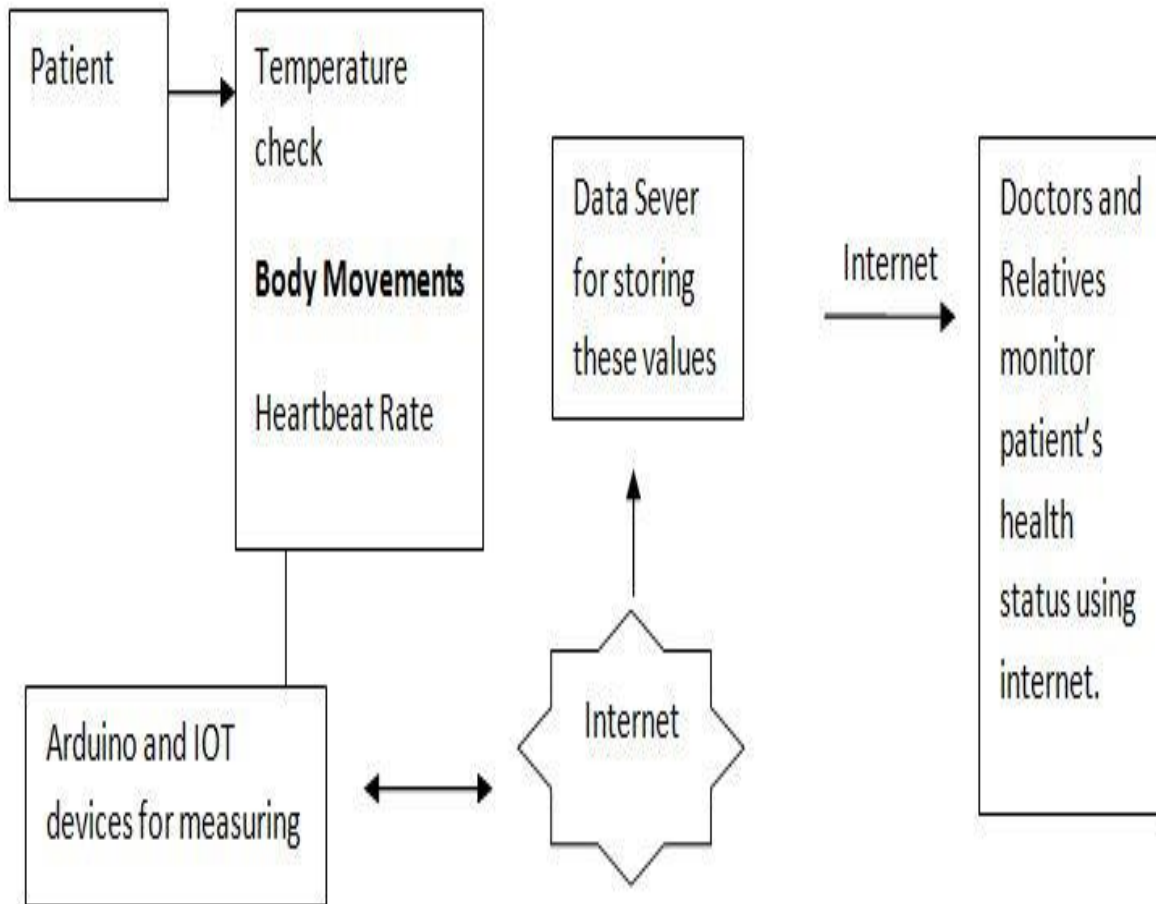 Patient
Temperature
check
Body Movements
Heartbeat Rate
Arduino and IOT
devices for measuring
Internet
Data Sever
for storing
these values
Internet
Doctors and
Relatives
monitor
patient's
health
status using
internet.